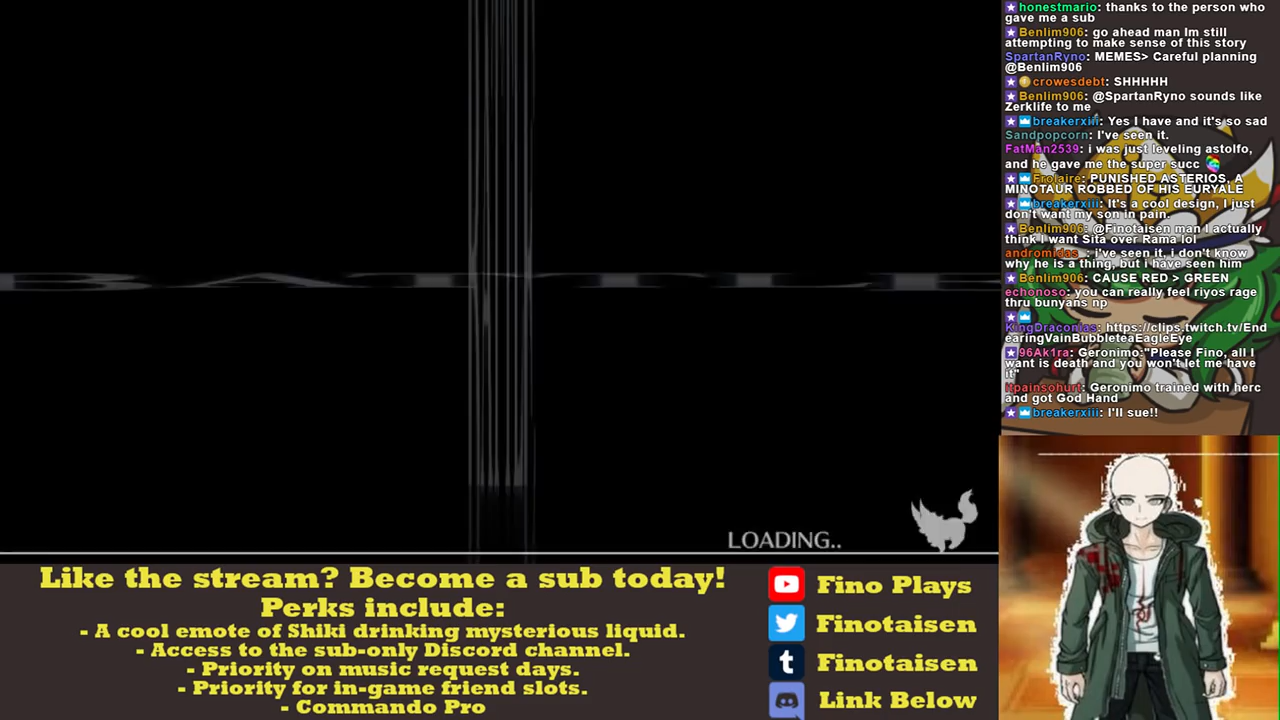 honestmario: thanks to the person who
gave me a sub
Benlim906: go ahead man Im still
attempting to make sense of this story
SpartanRyno: MEMES> Careful planning
@Benlim906
crowesdebt: SHHHHH
Benlim906: @SpartanRyno sounds like
Zerklife to me
breakerxiii: Yes I have and it's so sad
Sandpopcorn: I've seen it.
FatMan2539: i was just leveling astolfo,
and he gave me the super succ
Frolaire: PUNISHED ASTERIOS, A
MINOTAUR ROBBED OF HIS EURYALE
breakerxiii: It's a cool design, I just
don't want my son in pain.
Benlim906: @Finotaisen man I actually
think I want Sita over Rama lol
andromidas_: i've seen it, i don't know
why he is a thing, but i have seen him
Benlim906: CAUSE RED > GREEN
echonoso: you can really feel riyos rage
thru bunyans np
KingDraconias: https://clips.twitch.tv/End
earingVainBubbleteaEagleEye
96Ak1ra: Geronimo:"Please Fino, all I
want is death and you won't let me have
it"
itpainsohurt: Geronimo trained with herc
and got God Hand
breakerxiii: I'll sue!!
LOADING..
Like the stream? Become a sub today!
Perks include:
- A cool emote of Shiki drinking mysterious liquid.
- Access to the sub-only Discord channel.
- Priority on music request days.
- Priority for in-game friend slots.
- Commando Pro
Fino Plays
Finotaisen
Finotaisen
Link Below